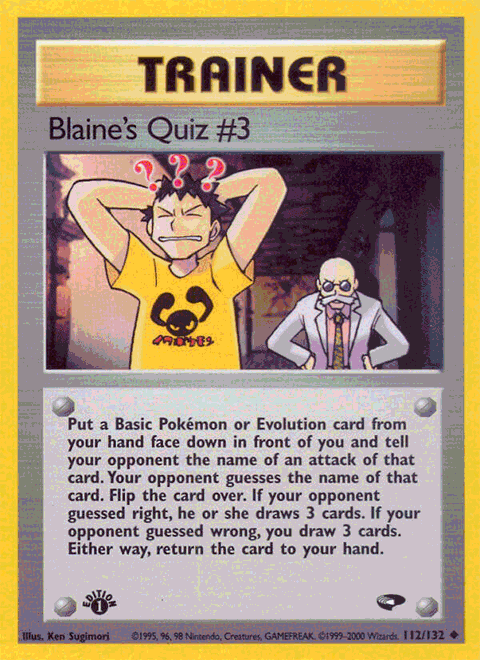 TRAINER
Blaine's Quiz #3
? ? ?
Put a Basic Pokémon or Evolution card from
your hand face down in front of you and tell
your opponent the name of an attack of that
card. Your opponent guesses the name of that
card. Flip the card over. If your opponent
guessed right, he or she draws 3 cards. If your
opponent guessed wrong, you draw 3 cards.
Either way, return the card to your hand.
EDITION
1
Illus. Ken Sugimori ©1995, 96, 98 Nintendo, Creatures, GAMEFREAK. ©1999-2000 Wizards. 112/132